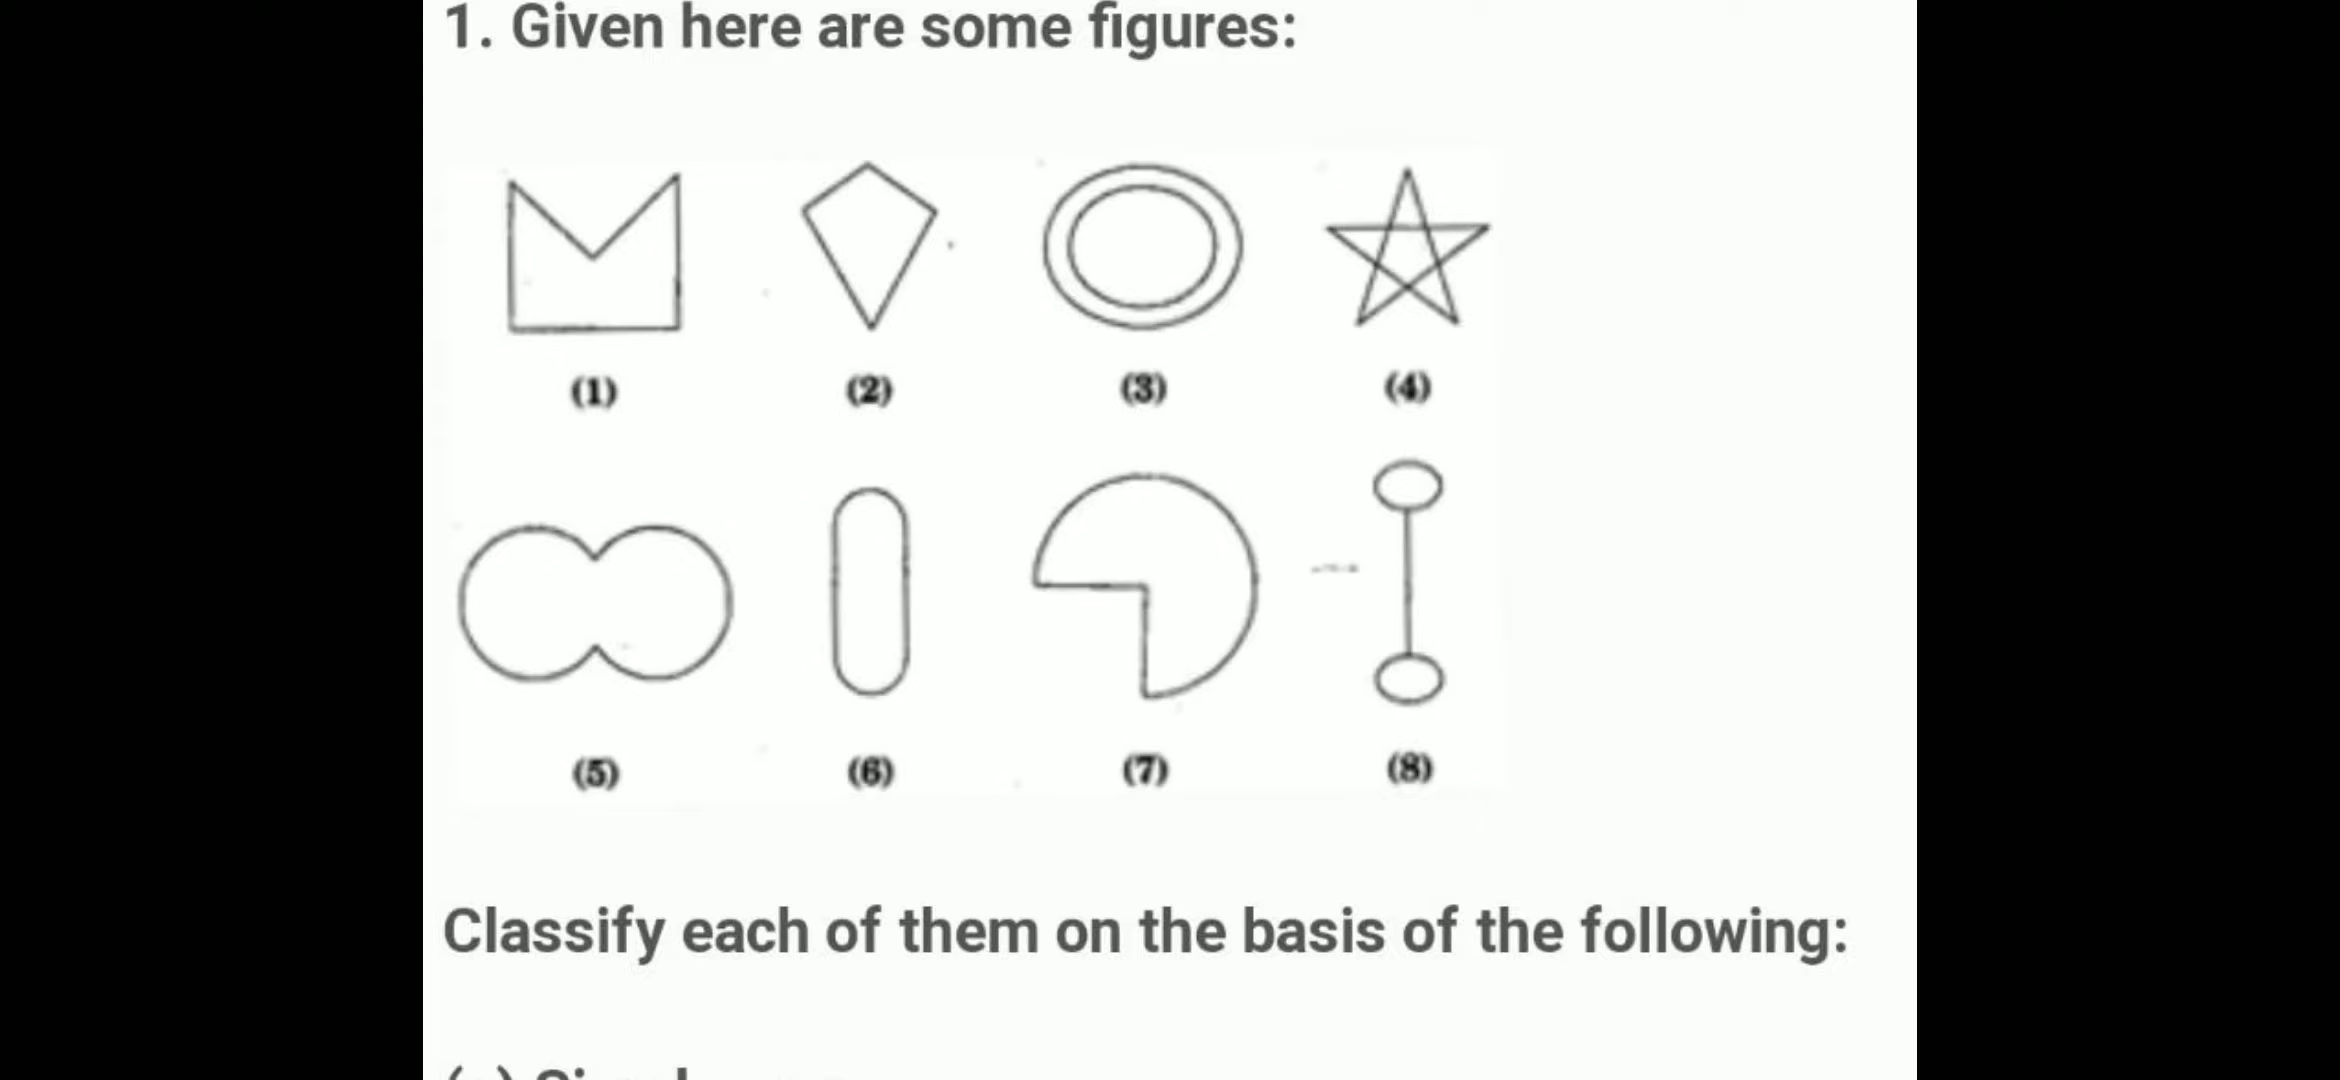 1. Given here are some figures:
(1) (2) (3) (4)
(5) (6) (7) (8)
Classify each of them on the basis of the following: